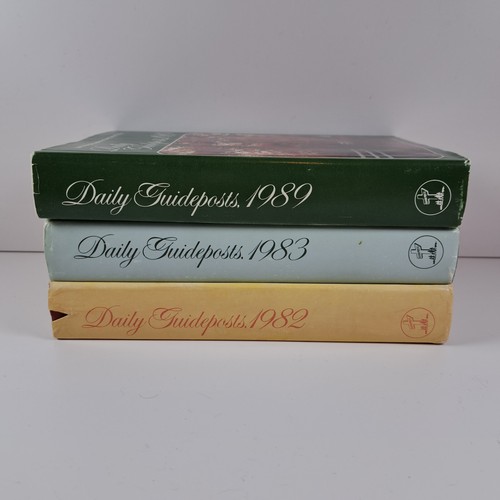 Daily Guideposts, 1989
Daily Guideposts, 1983
Daily Guideposts, 1982